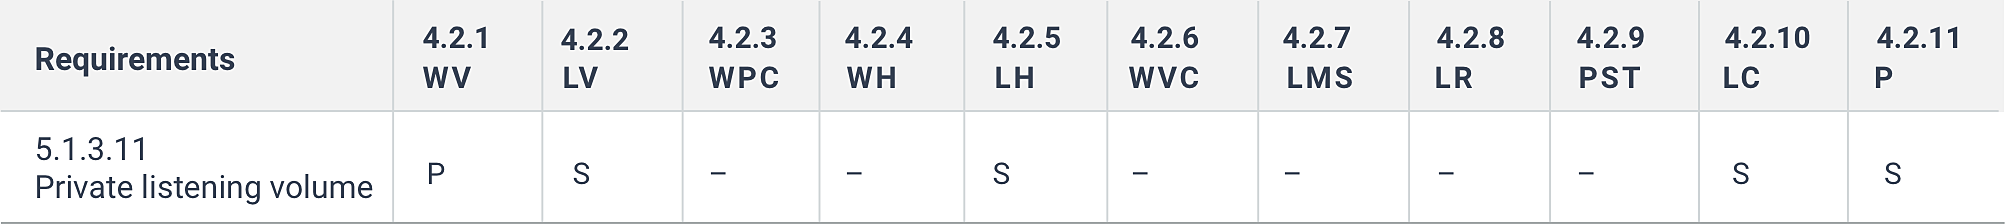 Requirements 4.2.1 4.2.2 4.2.3 4.2.4 4.2.5 4.2.6 4.2.7 4.2.8 4.2.9 4.2.10 4.2.11
WV LV WPC WH LH WVC LMS LR PST LC P
5.1.3.11
Private listening volume P S – – S – – – – S S